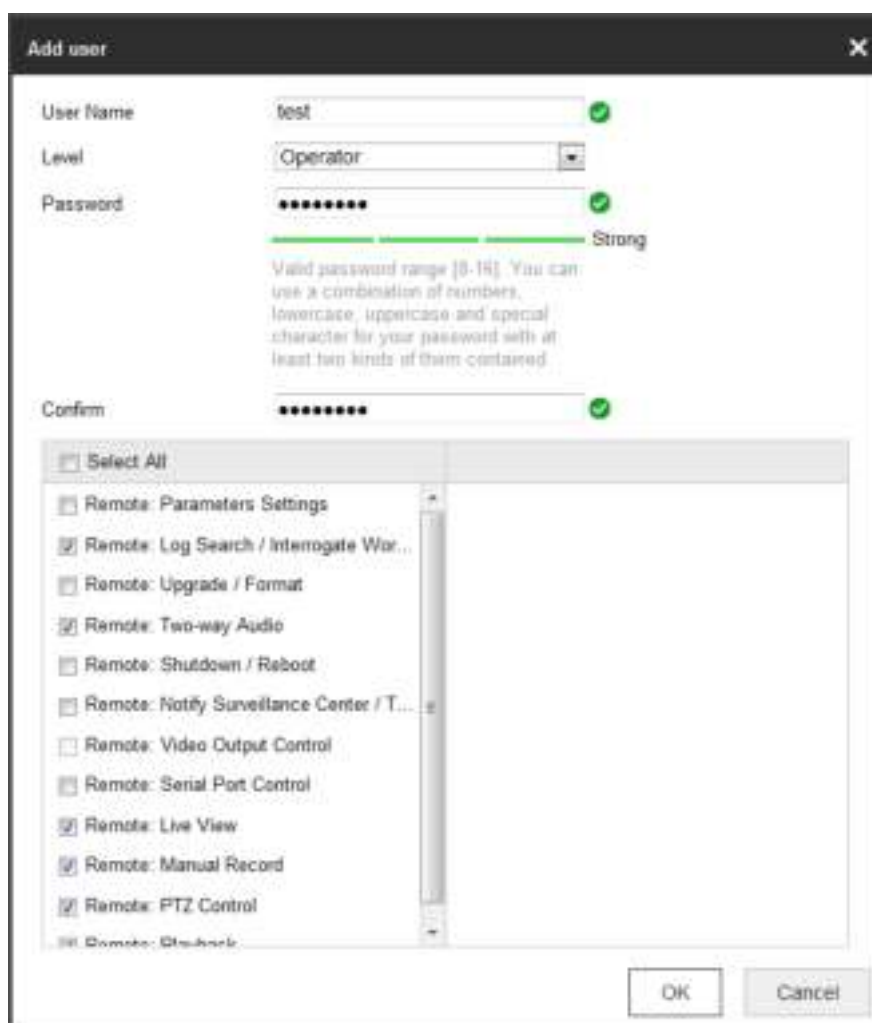 Add user
User Name test
Level Operator
Password ••••••••
Strong
Valid password range [8-16]. You can
use a combination of numbers,
lowercase, uppercase and special
character for your password with at
least two kinds of them contained
Confirm ••••••••
Select All
Remote: Parameters Settings
Remote: Log Search / Interrogate Wor...
Remote: Upgrade / Format
Remote: Two-way Audio
Remote: Shutdown / Reboot
Remote: Notify Surveillance Center / T...
Remote: Video Output Control
Remote: Serial Port Control
Remote: Live View
Remote: Manual Record
Remote: PTZ Control
Remote: Playback
OK Cancel